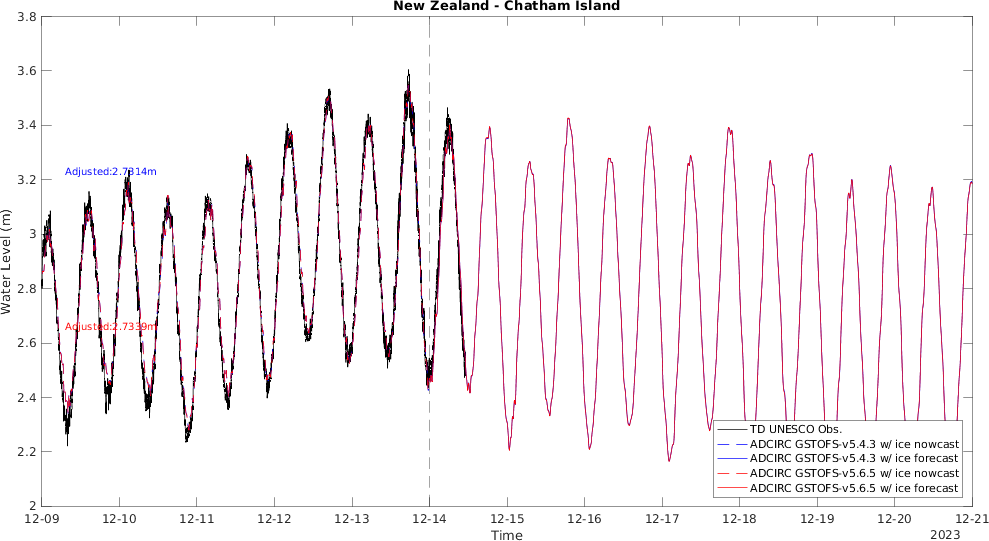 New Zealand - Chatham Island
3.8
3.6
3.4
3.2
3
2.8
2.6
2.4
2.2
2
Water Level (m)
Adjusted:2.7314m
Adjusted:2.7339m
TD UNESCO Obs.
ADCIRC GSTOFS-v5.4.3 w/ ice nowcast
ADCIRC GSTOFS-v5.4.3 w/ ice forecast
ADCIRC GSTOFS-v5.6.5 w/ ice nowcast
ADCIRC GSTOFS-v5.6.5 w/ ice forecast
12-09 12-10 12-11 12-12 12-13 12-14 12-15 12-16 12-17 12-18 12-19 12-20 12-21
Time
2023